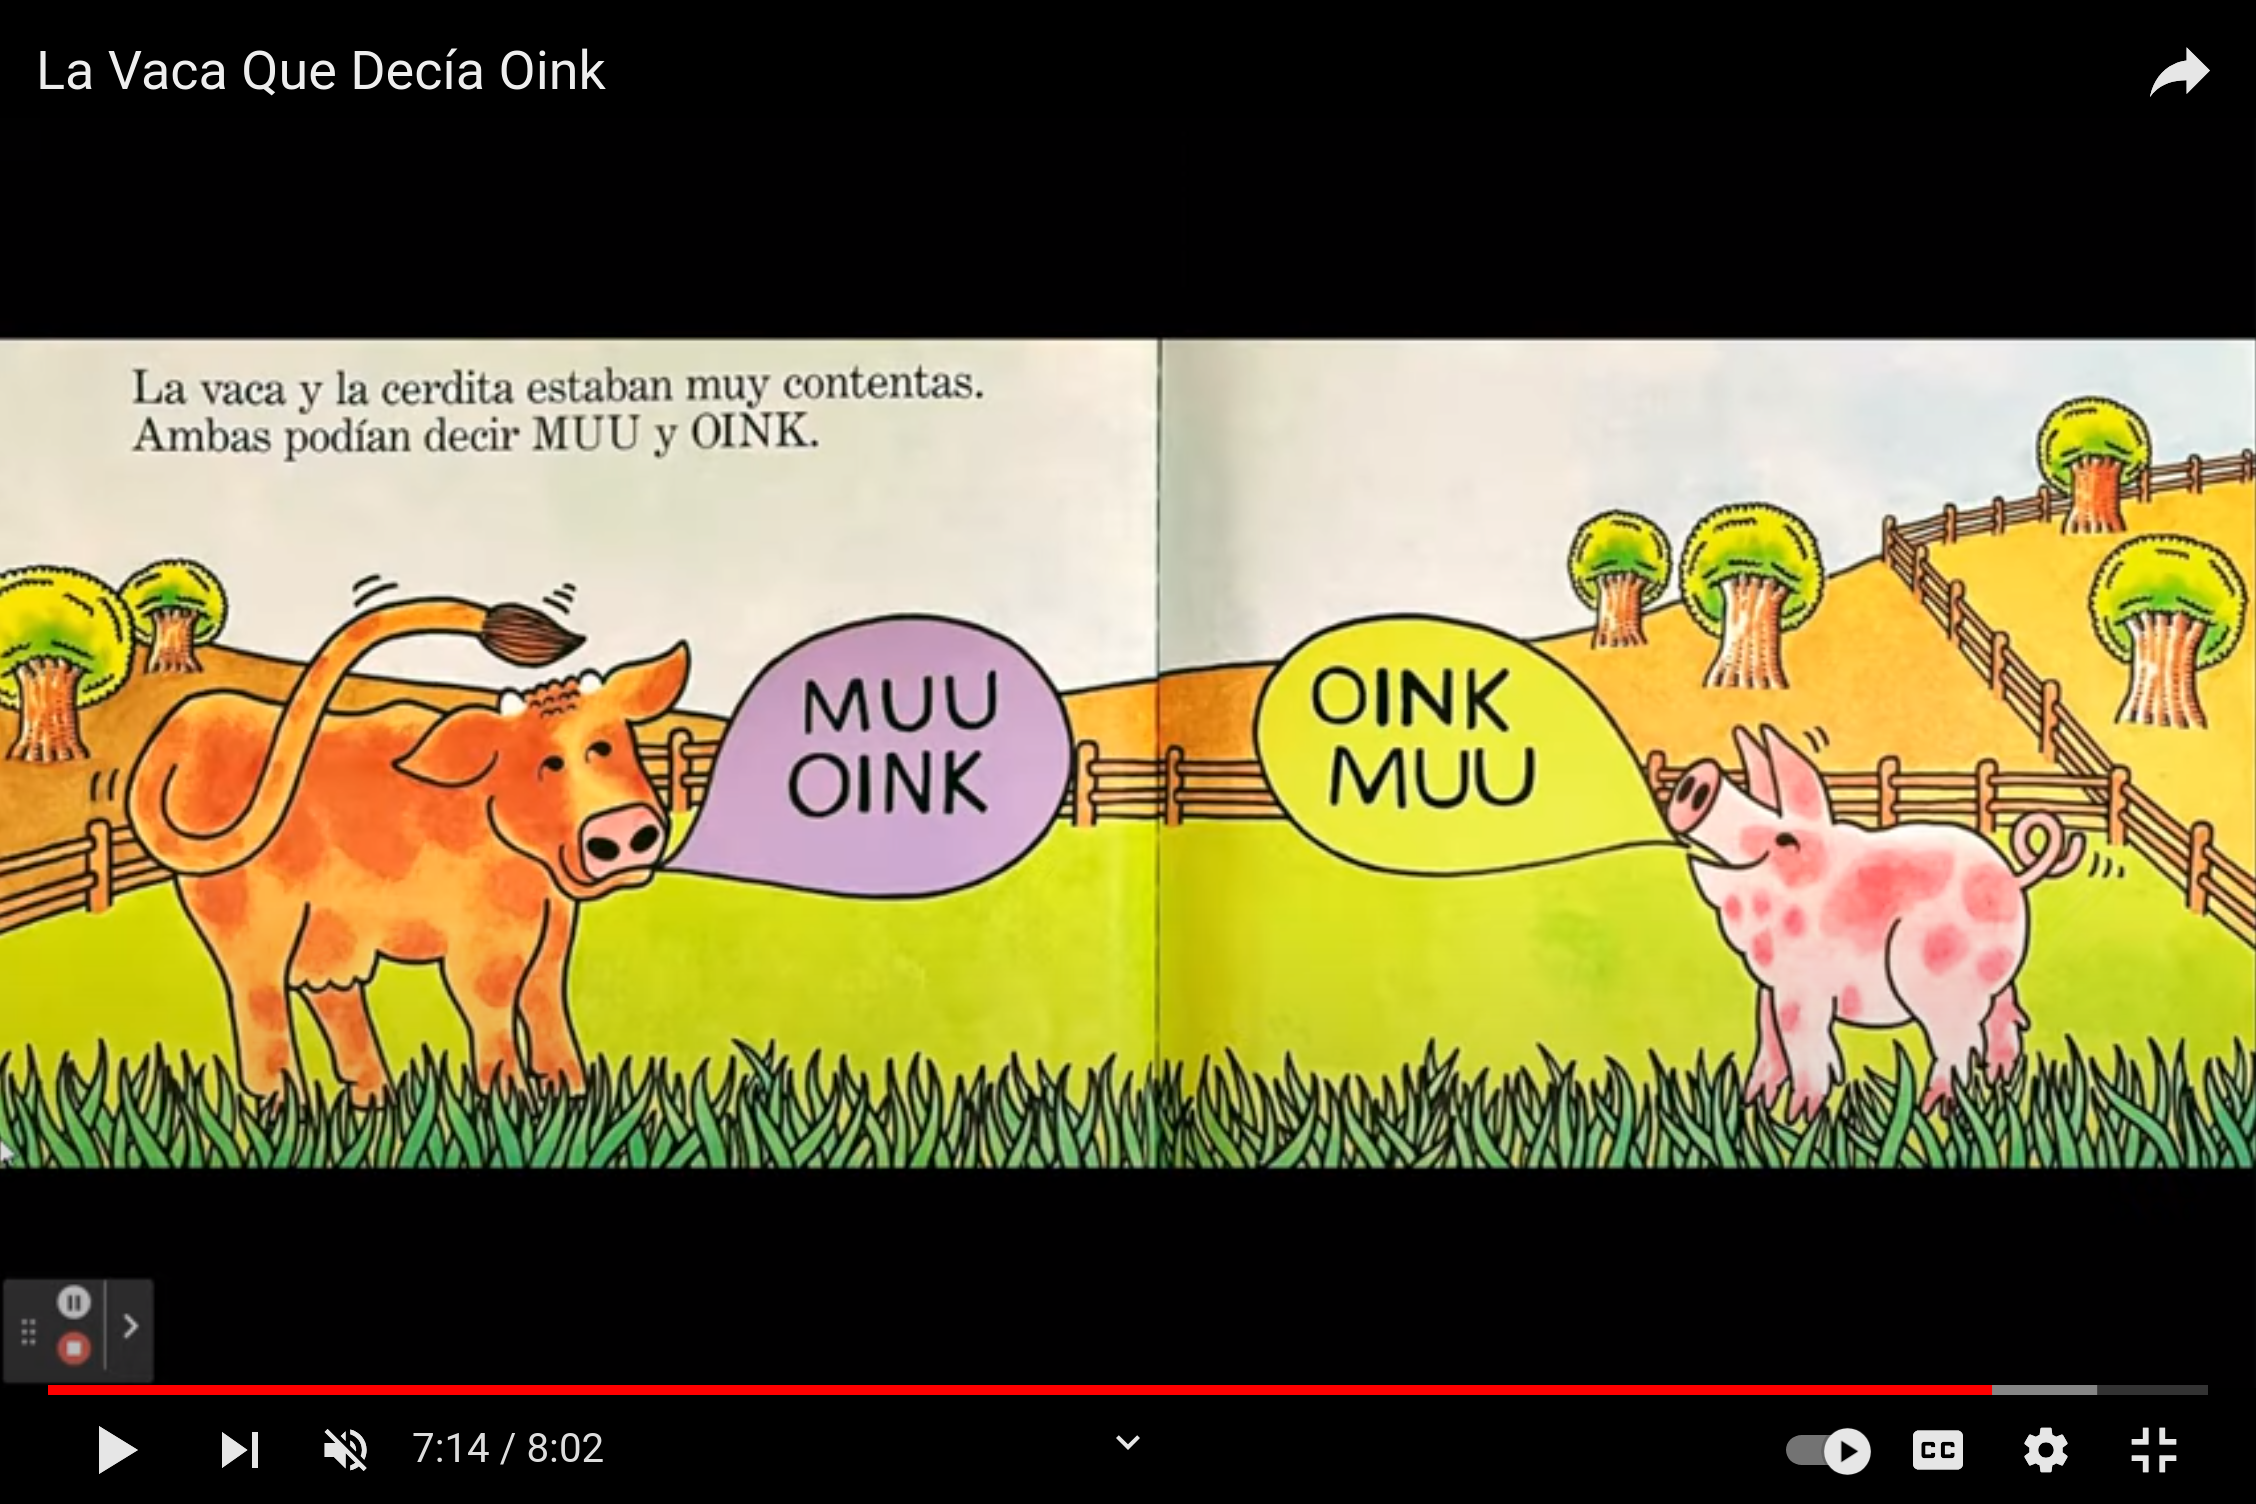 La Vaca Que Decía Oink
La vaca y la cerdita estaban muy contentas.
Ambas podían decir MUU y OINK.
MUU
OINK
OINK
MUU
7:14 / 8:02
CC